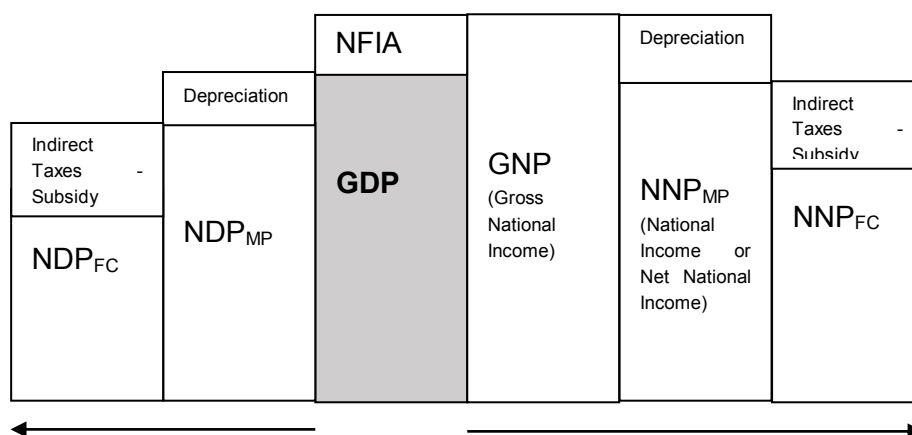 Indirect
Taxes -
Subsidy
NDPFC
Depreciation
NDPMP
NFIA
GDP
GNP
(Gross
National
Income)
Depreciation
NNPMP
(National
Income or
Net National
Income)
Indirect
Taxes -
Subsidy
NNPFC